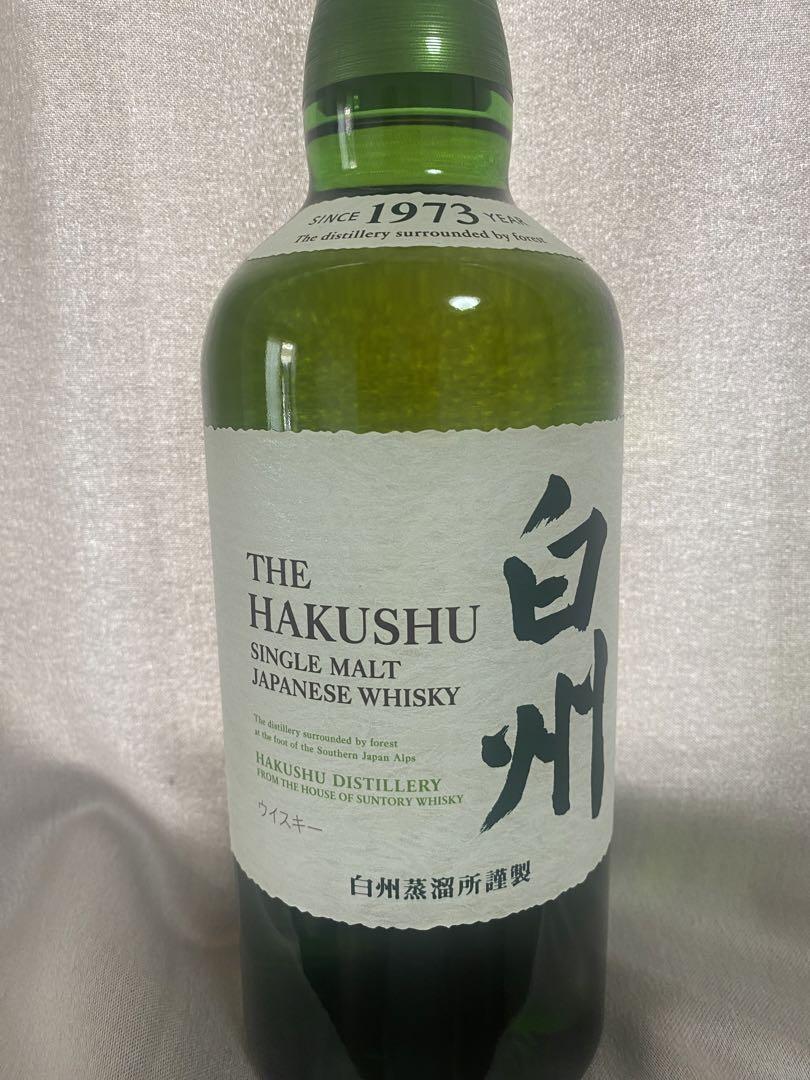 SINCE 1973 YEAR
The distillery surrounded by forest
白州
THE
HAKUSHU
SINGLE MALT
JAPANESE WHISKY
The distillery surrounded by forest
at the foot of the Southern Japan Alps
HAKUSHU DISTILLERY
FROM THE HOUSE OF SUNTORY WHISKY
ウイスキー
白州蒸溜所謹製